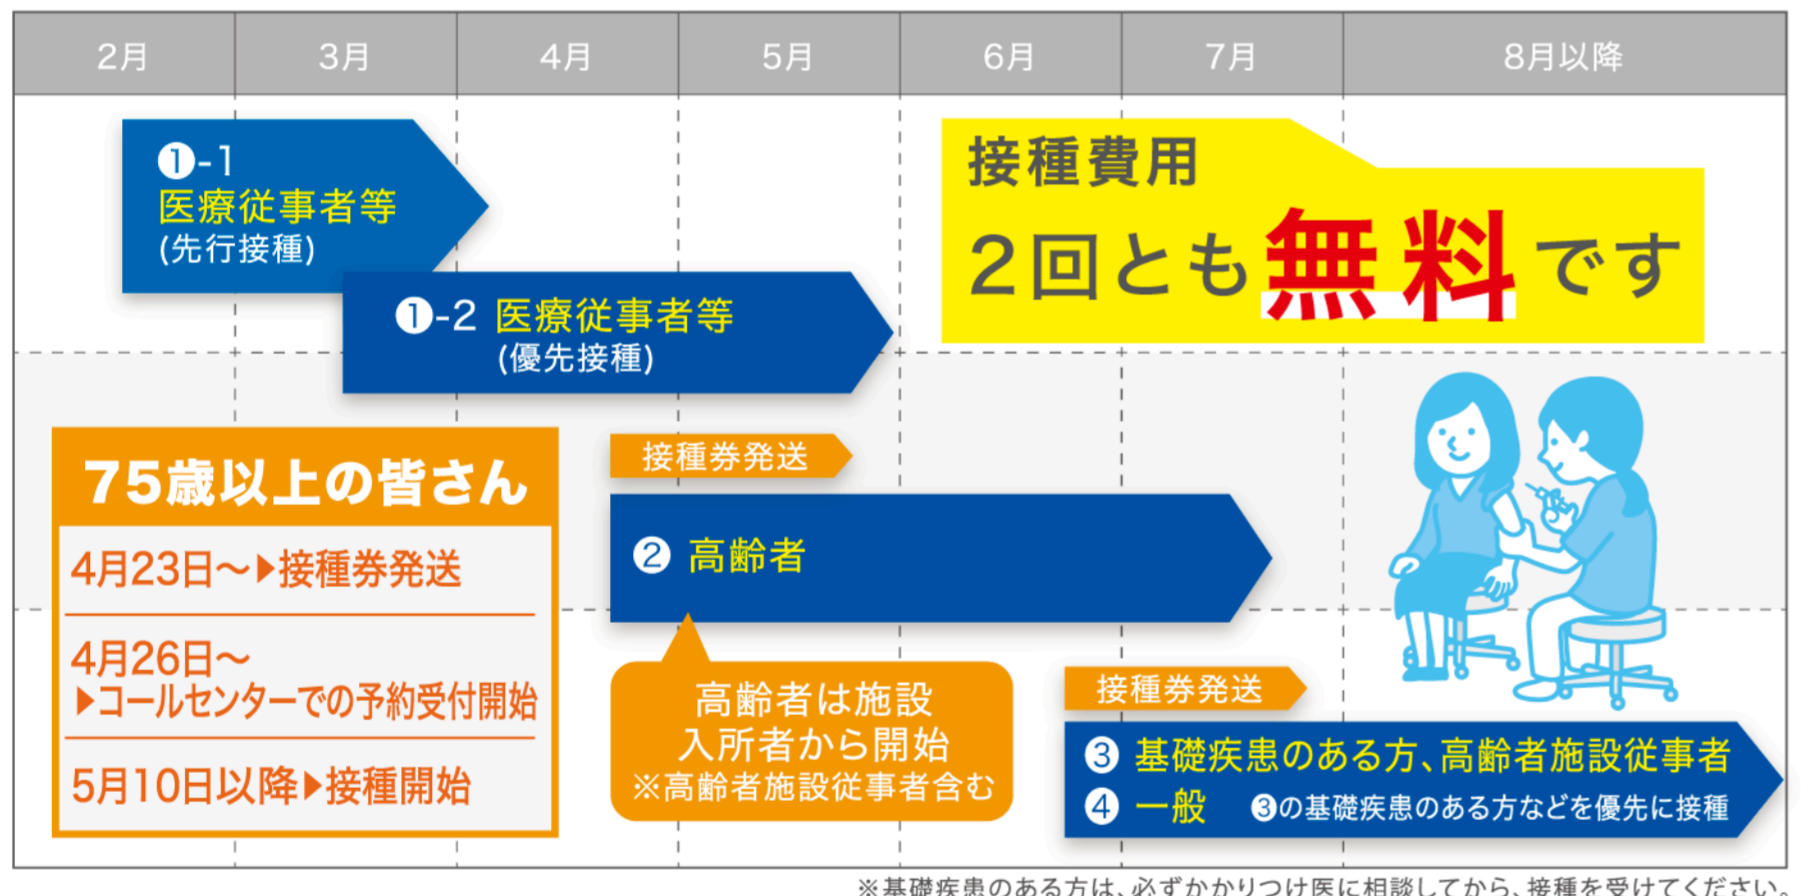 2月
3月
4月
5月
6月
7月
8月以降
❶-1
医療従事者等
(先行接種)
❶-2 医療従事者等
(優先接種)
接種費用
2回とも無料です
75歳以上の皆さん
4月23日～▶接種券発送
4月26日～
▶コールセンターでの予約受付開始
5月10日以降▶接種開始
接種券発送
❷ 高齢者
高齢者は施設
入所者から開始
※高齢者施設従事者含む
接種券発送
❸ 基礎疾患のある方、高齢者施設従事者
❹ 一般 ❸の基礎疾患のある方などを優先に接種
※基礎疾患のある方は、必ずかかりつけ医に相談してから、接種を受けてください。